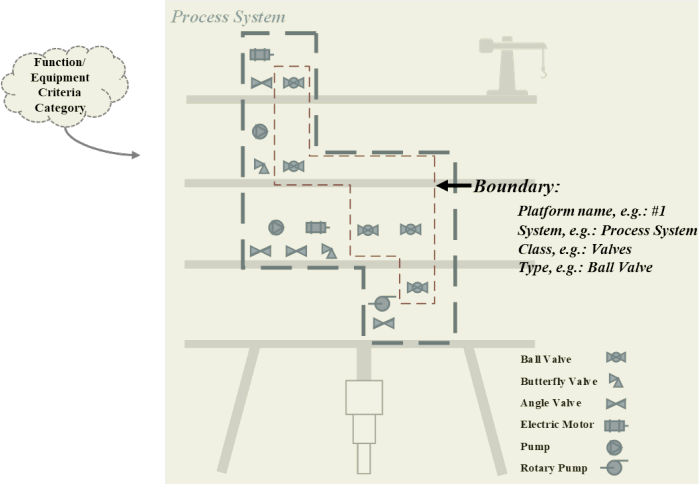 Process System
Function/
Equipment
Criteria
Category
Boundary:
Platform name, e.g.: #1
System, e.g.: Process System
Class, e.g.: Valves
Type, e.g.: Ball Valve
Ball Valve
Butterfly Valve
Angle Valve
Electric Motor
Pump
Rotary Pump